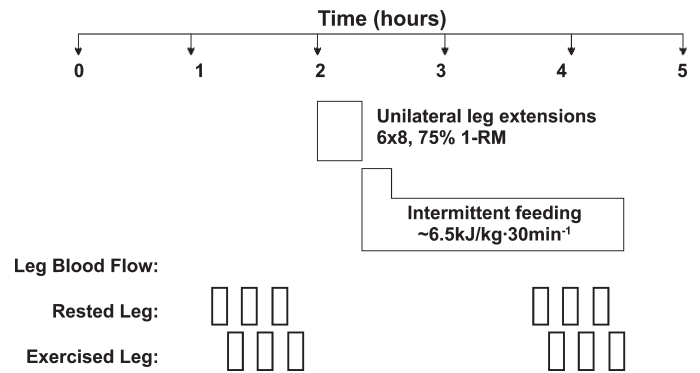 Time (hours)
0 1 2 3 4 5
Unilateral leg extensions
6x8, 75% 1-RM
Intermittent feeding
~6.5kJ/kg·30min⁻¹
Leg Blood Flow:
Rested Leg:
Exercised Leg: